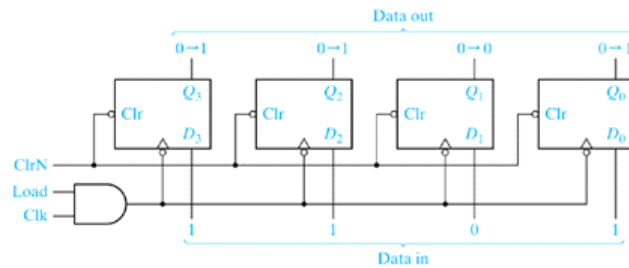 Data out
0→1 0→1 0→0 0→1
Q3 Q2 Q1 Q0
Clr Clr Clr Clr
D3 D2 D1 D0
ClrN
Load
Clk
1 1 0 1
Data in